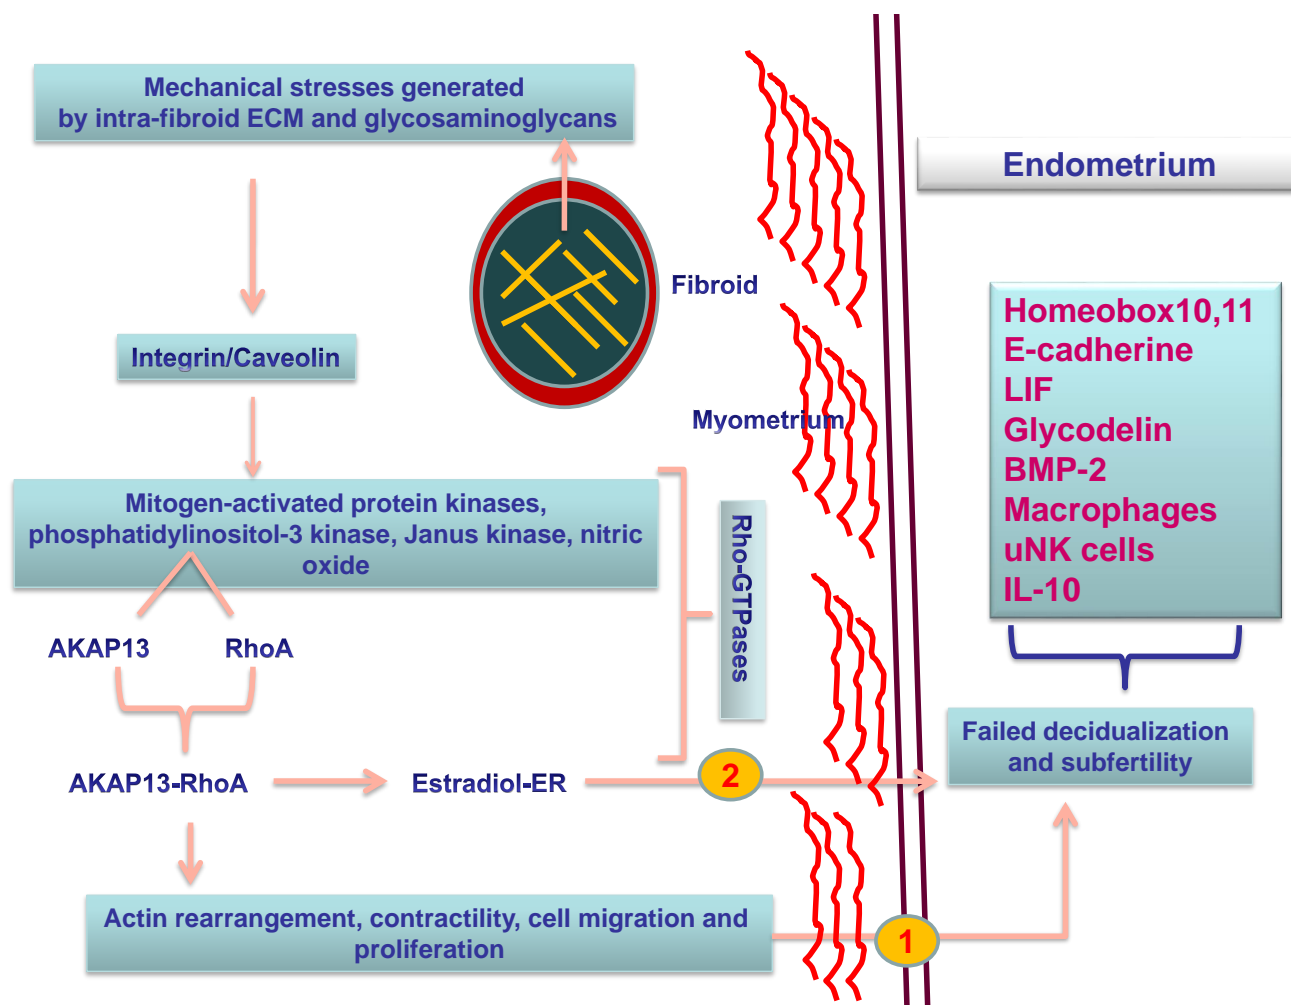 Mechanical stresses generated
by intra-fibroid ECM and glycosaminoglycans
Endometrium
Fibroid
Homeobox10,11
E-cadherine
LIF
Glycodelin
BMP-2
Macrophages
uNK cells
IL-10
Integrin/Caveolin
Myometrium
Mitogen-activated protein kinases,
phosphatidylinositol-3 kinase, Janus kinase, nitric
oxide
Rho-GTPases
AKAP13
RhoA
Failed decidualization
and subfertility
AKAP13-RhoA
Estradiol-ER
2
Actin rearrangement, contractility, cell migration and
proliferation
1